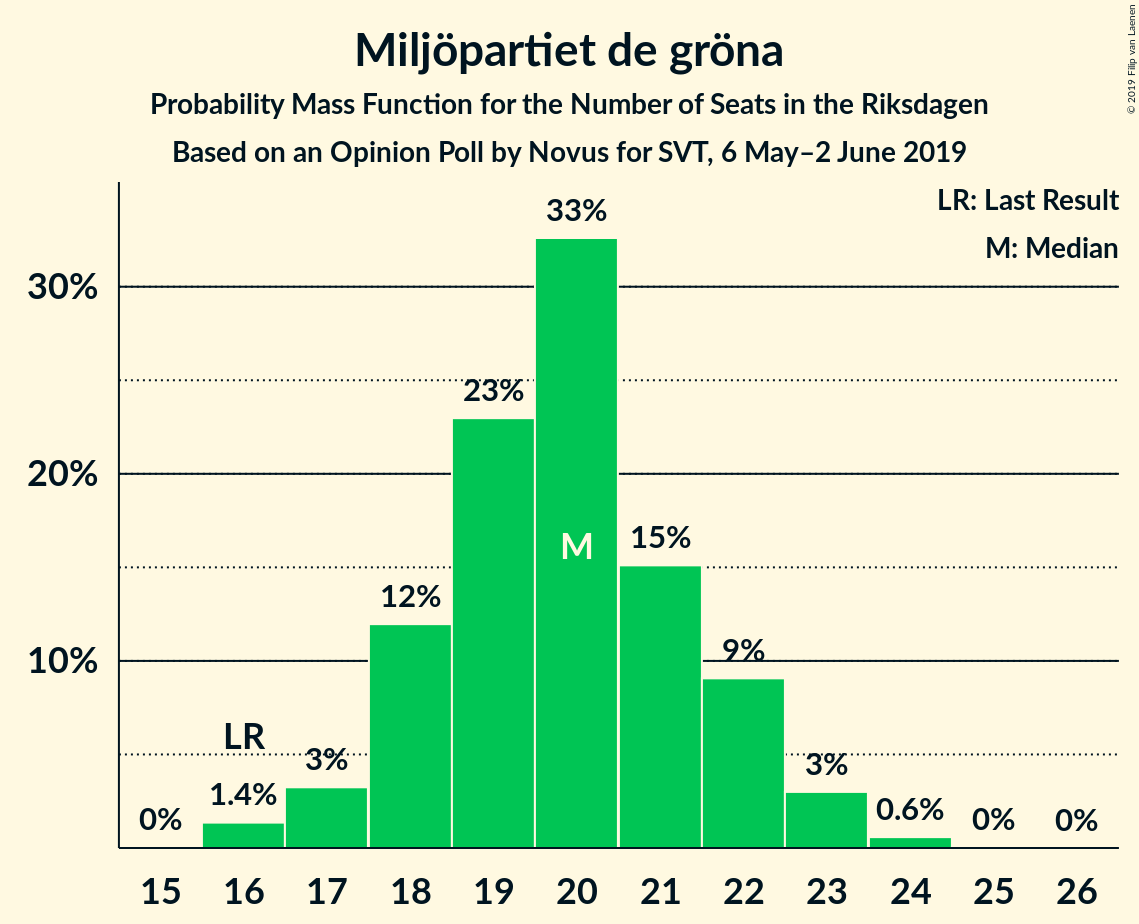 Miljöpartiet de gröna
Probability Mass Function for the Number of Seats in the Riksdagen
Based on an Opinion Poll by Novus for SVT, 6 May–2 June 2019
© 2019 Filip van Laenen
LR: Last Result
M: Median
33%
30%
23%
20%
M
15%
12%
10%
9%
LR
3%
3%
1.4%
0.6%
0%
0%
0%
15 16 17 18 19 20 21 22 23 24 25 26